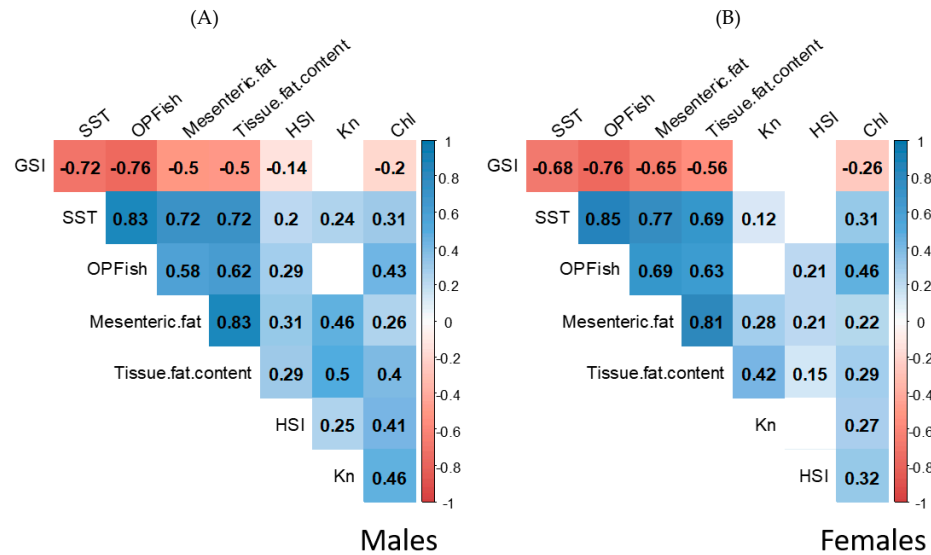 (A)
SST OPFish Mesenteric.fat Tissue.fat.content HSI Kn Chl
GSI -0.72 -0.76 -0.5 -0.5 -0.14 -0.2
SST 0.83 0.72 0.72 0.2 0.24 0.31
OPFish 0.58 0.62 0.29 0.43
Mesenteric.fat 0.83 0.31 0.46 0.26
Tissue.fat.content 0.29 0.5 0.4
HSI 0.25 0.41
Kn 0.46
1
0.8
0.6
0.4
0.2
0
-0.2
-0.4
-0.6
-0.8
-1
Males
(B)
SST OPFish Mesenteric.fat Tissue.fat.content Kn HSI Chl
GSI -0.68 -0.76 -0.65 -0.56 -0.26
SST 0.85 0.77 0.69 0.12 0.31
OPFish 0.69 0.63 0.21 0.46
Mesenteric.fat 0.81 0.28 0.21 0.22
Tissue.fat.content 0.42 0.15 0.29
Kn 0.27
HSI 0.32
1
0.8
0.6
0.4
0.2
0
-0.2
-0.4
-0.6
-0.8
-1
Females